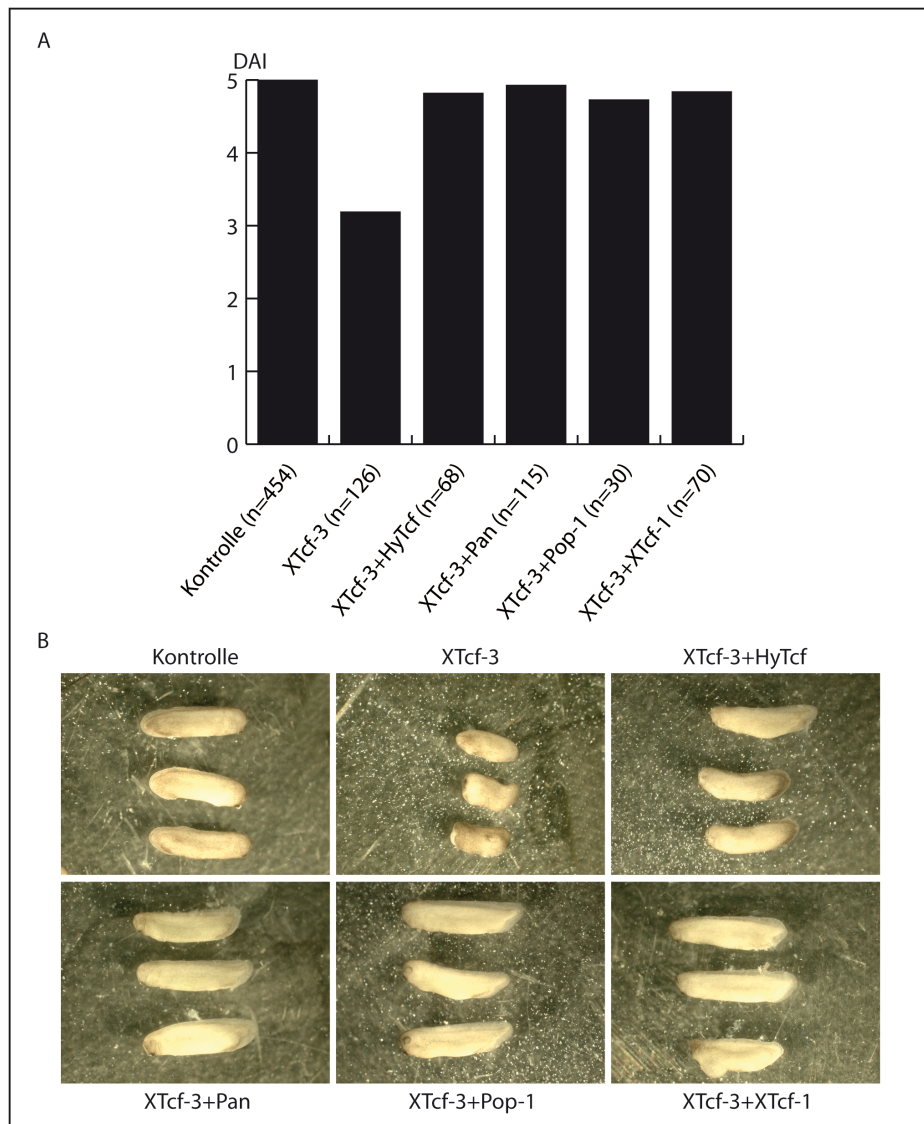 A
DAI
5
4
3
2
1
0
Kontrolle (n=454)
XTcf-3 (n=126)
XTcf-3+HyTcf (n=68)
XTcf-3+Pan (n=115)
XTcf-3+Pop-1 (n=30)
XTcf-3+XTcf-1 (n=70)
B
Kontrolle
XTcf-3
XTcf-3+HyTcf
XTcf-3+Pan
XTcf-3+Pop-1
XTcf-3+XTcf-1